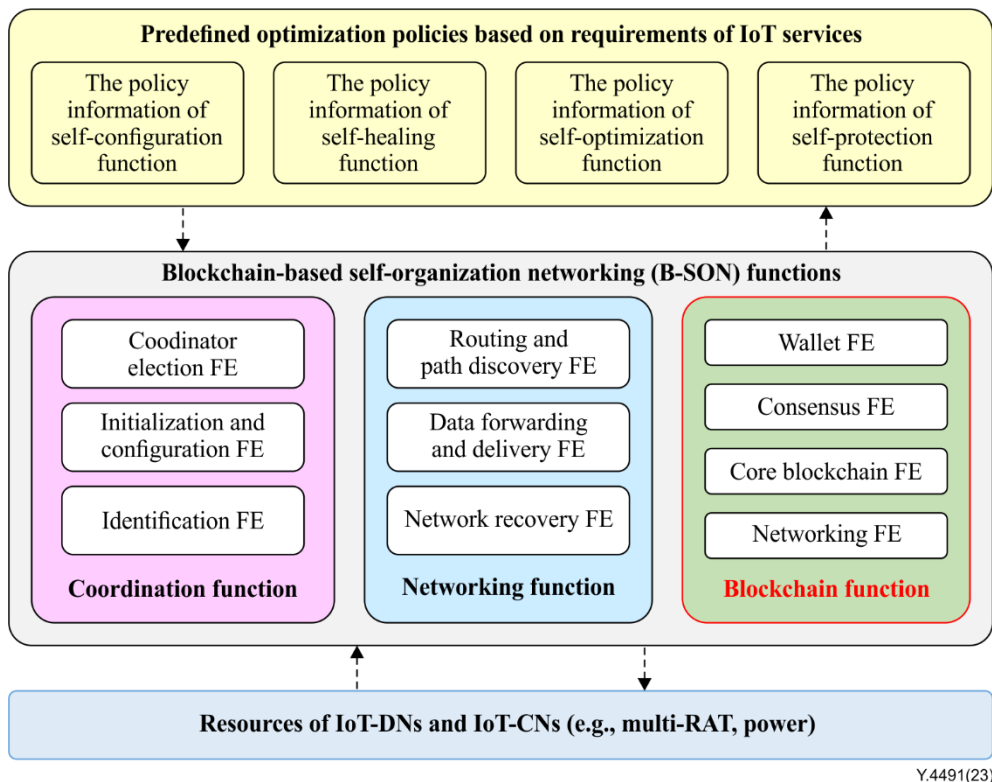 Predefined optimization policies based on requirements of IoT services
The policy
information of
self-configuration
function
The policy
information of
self-healing
function
The policy
information of
self-optimization
function
The policy
information of
self-protection
function
Blockchain-based self-organization networking (B-SON) functions
Coodinator
election FE
Initialization and
configuration FE
Identification FE
Coordination function
Routing and
path discovery FE
Data forwarding
and delivery FE
Network recovery FE
Networking function
Wallet FE
Consensus FE
Core blockchain FE
Networking FE
Blockchain function
Resources of IoT-DNs and IoT-CNs (e.g., multi-RAT, power)
Y.4491(23)